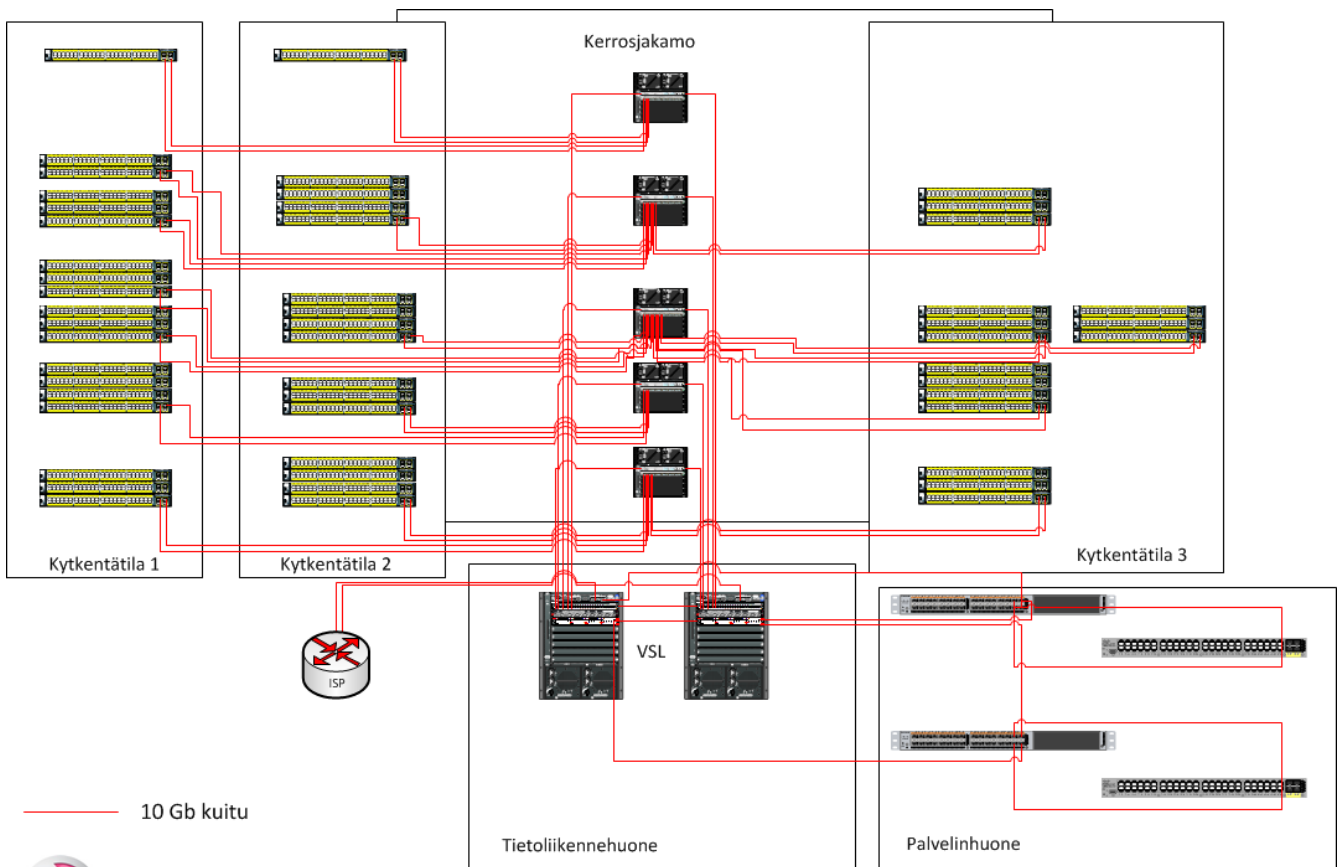 Kerrosjakamo
Kytkentätila 1
Kytkentätila 2
Kytkentätila 3
VSL
ISP
10 Gb kuitu
Tietoliikennehuone
Palvelinhuone